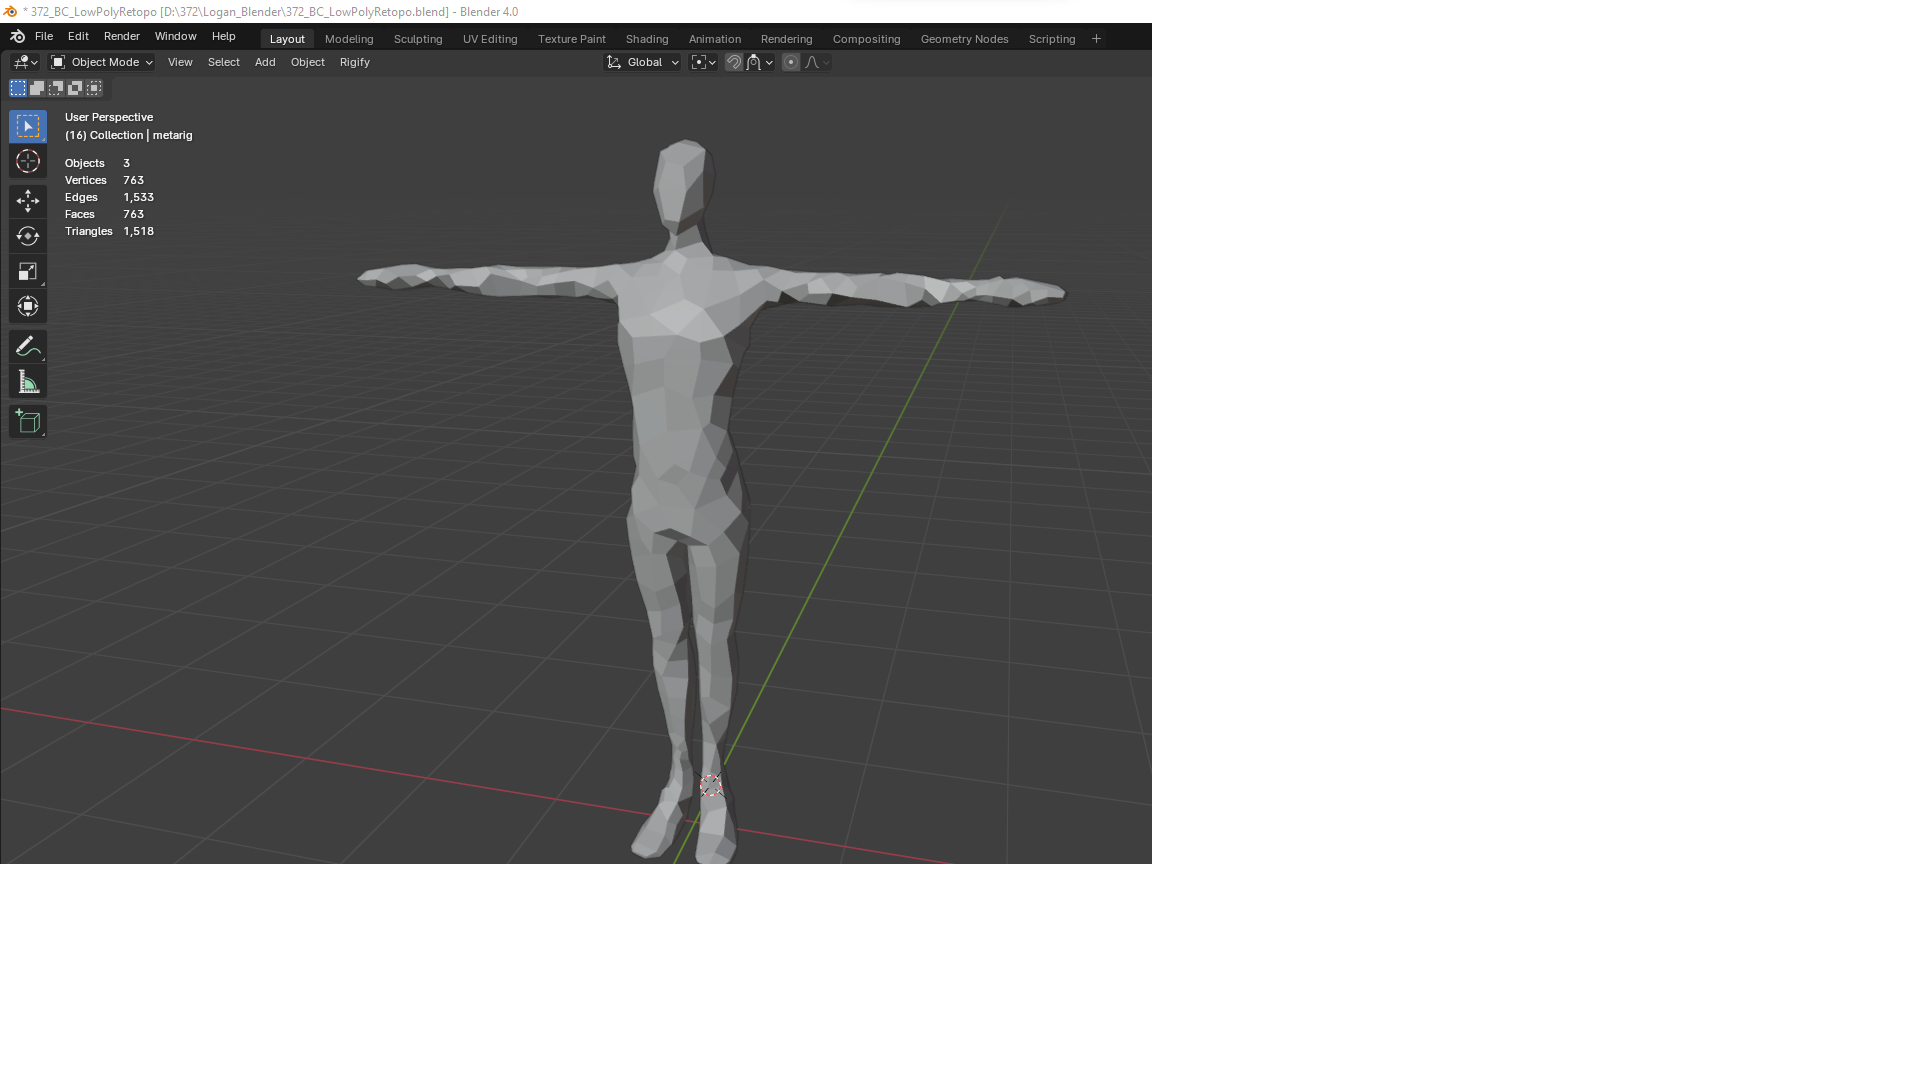 * 372_BC_LowPolyRetopo [D:\372\Logan_Blender\372_BC_LowPolyRetopo.blend] - Blender 4.0
File Edit Render Window Help Layout Modeling Sculpting UV Editing Texture Paint Shading Animation Rendering Compositing Geometry Nodes Scripting +
Object Mode View Select Add Object Rigify Global
User Perspective
(16) Collection | metarig
Objects 3
Vertices 763
Edges 1,533
Faces 763
Triangles 1,518